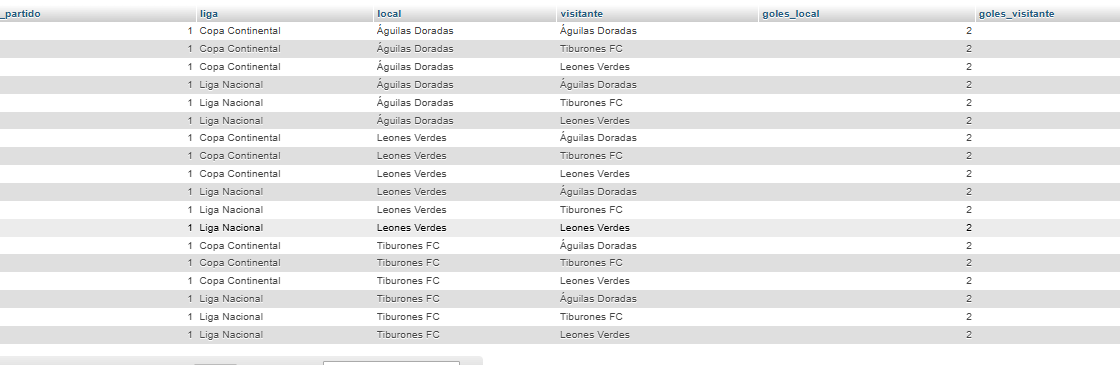 _partido liga local visitante goles_local goles_visitante
1 Copa Continental Águilas Doradas Águilas Doradas 2
1 Copa Continental Águilas Doradas Tiburones FC 2
1 Copa Continental Águilas Doradas Leones Verdes 2
1 Liga Nacional Águilas Doradas Águilas Doradas 2
1 Liga Nacional Águilas Doradas Tiburones FC 2
1 Liga Nacional Águilas Doradas Leones Verdes 2
1 Copa Continental Leones Verdes Águilas Doradas 2
1 Copa Continental Leones Verdes Tiburones FC 2
1 Copa Continental Leones Verdes Leones Verdes 2
1 Liga Nacional Leones Verdes Águilas Doradas 2
1 Liga Nacional Leones Verdes Tiburones FC 2
1 Liga Nacional Leones Verdes Leones Verdes 2
1 Copa Continental Tiburones FC Águilas Doradas 2
1 Copa Continental Tiburones FC Tiburones FC 2
1 Copa Continental Tiburones FC Leones Verdes 2
1 Liga Nacional Tiburones FC Águilas Doradas 2
1 Liga Nacional Tiburones FC Tiburones FC 2
1 Liga Nacional Tiburones FC Leones Verdes 2